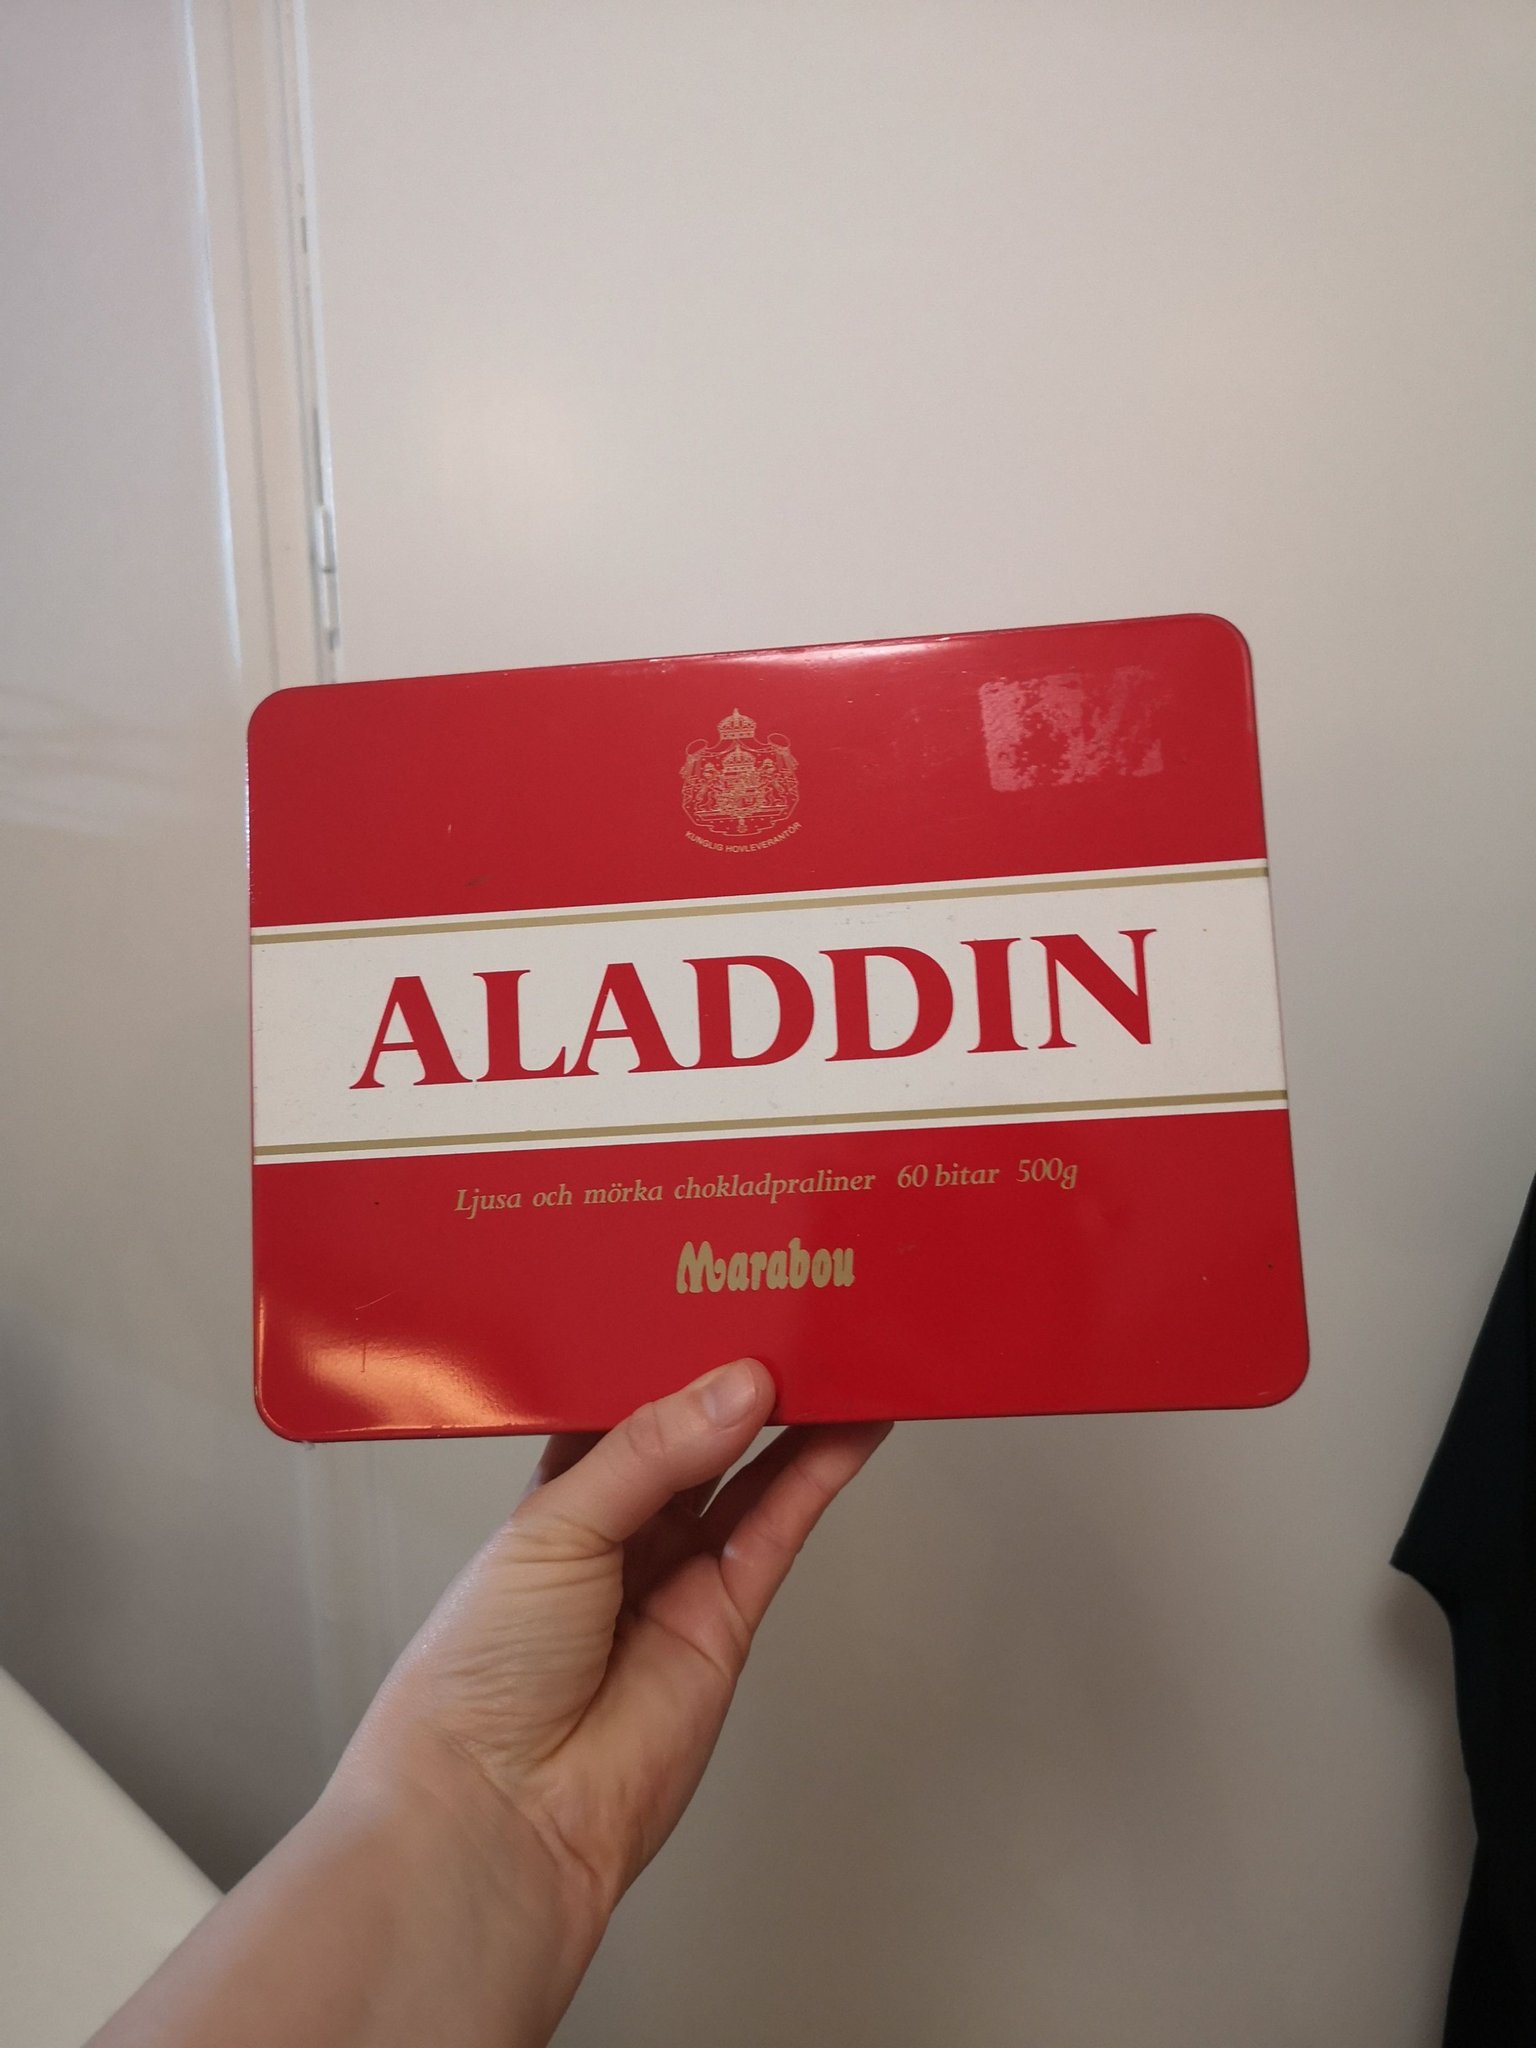 KUNGLIG HOVLEVERANTÖR
ALADDIN
Ljusa och mörka chokladpraliner 60 bitar 500g
Marabou